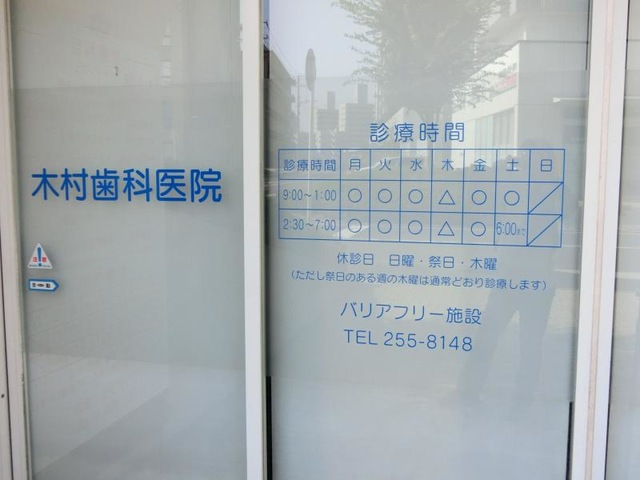 木村歯科医院
注意
診療時間
診療時間 月 火 水 木 金 土 日
9:00～1:00 ○ ○ ○ △ ○ ○ ／
2:30～7:00 ○ ○ ○ △ ○ 6:00まで ／
休診日 日曜・祭日・木曜
(ただし祭日のある週の木曜は通常どおり診療します)
バリアフリー施設
TEL 255-8148